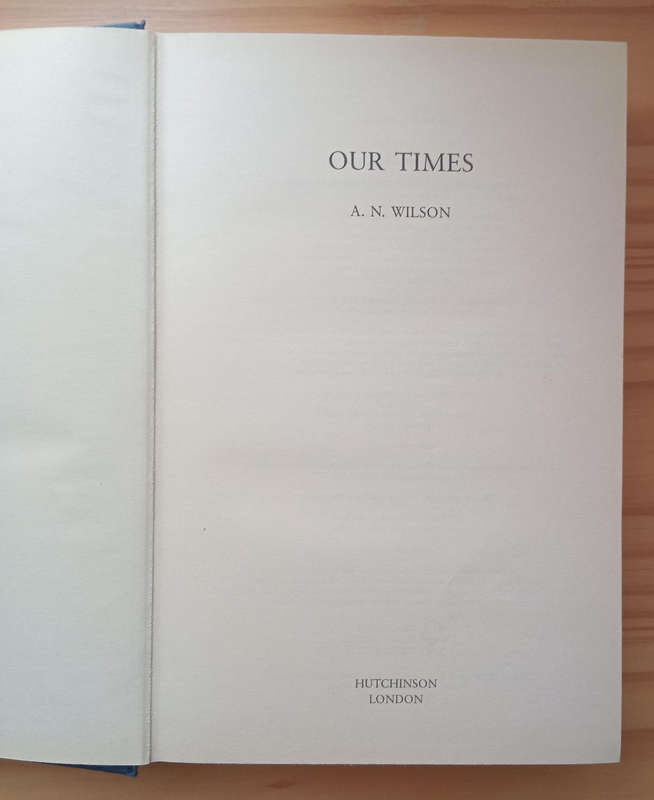 OUR TIMES
A. N. WILSON
HUTCHINSON
LONDON